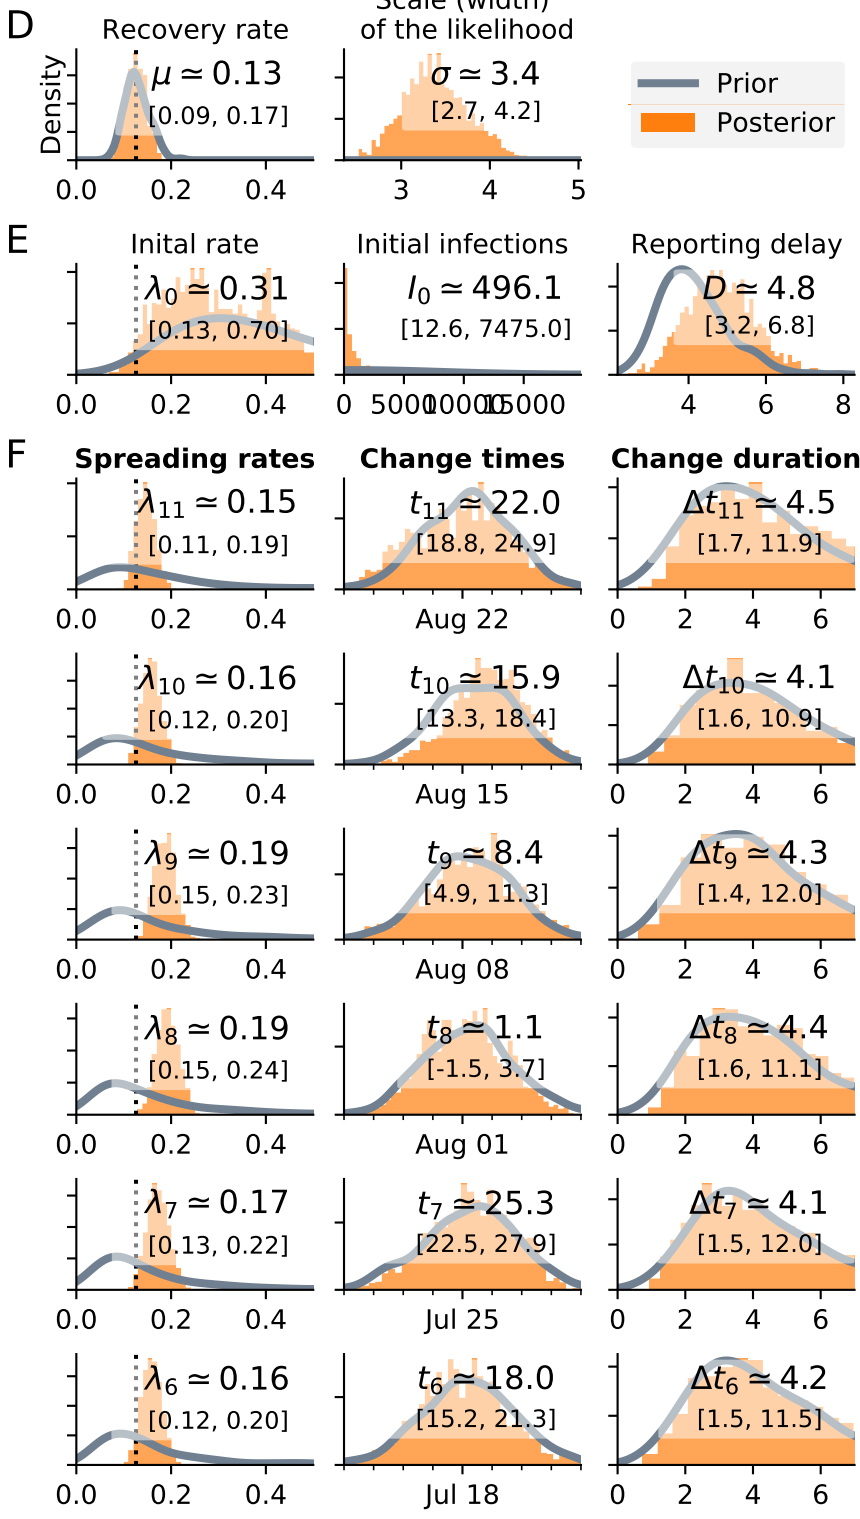 D
Recovery rate
Scale (width)
of the likelihood
Density
μ ≃ 0.13
[0.09, 0.17]
0.0 0.2 0.4
σ ≃ 3.4
[2.7, 4.2]
3 4 5
Prior
Posterior
E
Inital rate
Initial infections
Reporting delay
λ0 ≃ 0.31
[0.13, 0.70]
0.0 0.2 0.4
I0 ≃ 496.1
[12.6, 7475.0]
0 5000 10000 15000
D ≃ 4.8
[3.2, 6.8]
4 6 8
F
Spreading rates
Change times
Change duration
λ11 ≃ 0.15
[0.11, 0.19]
0.0 0.2 0.4
t11 ≃ 22.0
[18.8, 24.9]
Aug 22
Δt11 ≃ 4.5
[1.7, 11.9]
0 2 4 6
λ10 ≃ 0.16
[0.12, 0.20]
0.0 0.2 0.4
t10 ≃ 15.9
[13.3, 18.4]
Aug 15
Δt10 ≃ 4.1
[1.6, 10.9]
0 2 4 6
λ9 ≃ 0.19
[0.15, 0.23]
0.0 0.2 0.4
t9 ≃ 8.4
[4.9, 11.3]
Aug 08
Δt9 ≃ 4.3
[1.4, 12.0]
0 2 4 6
λ8 ≃ 0.19
[0.15, 0.24]
0.0 0.2 0.4
t8 ≃ 1.1
[-1.5, 3.7]
Aug 01
Δt8 ≃ 4.4
[1.6, 11.1]
0 2 4 6
λ7 ≃ 0.17
[0.13, 0.22]
0.0 0.2 0.4
t7 ≃ 25.3
[22.5, 27.9]
Jul 25
Δt7 ≃ 4.1
[1.5, 12.0]
0 2 4 6
λ6 ≃ 0.16
[0.12, 0.20]
0.0 0.2 0.4
t6 ≃ 18.0
[15.2, 21.3]
Jul 18
Δt6 ≃ 4.2
[1.5, 11.5]
0 2 4 6